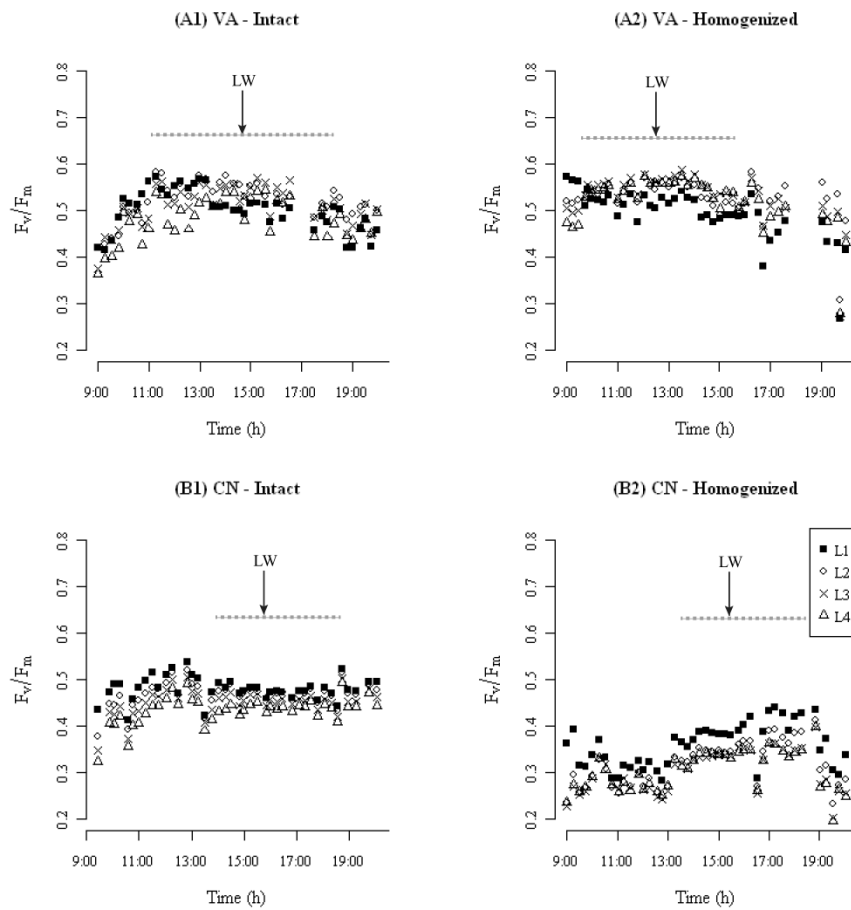 (A1) VA - Intact
0.8
0.7
0.6
0.5
0.4
0.3
0.2
Fv/Fm
LW
9:00 11:00 13:00 15:00 17:00 19:00
Time (h)
(A2) VA - Homogenized
0.8
0.7
0.6
0.5
0.4
0.3
0.2
Fv/Fm
LW
9:00 11:00 13:00 15:00 17:00 19:00
Time (h)
(B1) CN - Intact
0.8
0.7
0.6
0.5
0.4
0.3
0.2
Fv/Fm
LW
9:00 11:00 13:00 15:00 17:00 19:00
Time (h)
(B2) CN - Homogenized
0.8
0.7
0.6
0.5
0.4
0.3
0.2
Fv/Fm
LW
L1
L2
L3
L4
9:00 11:00 13:00 15:00 17:00 19:00
Time (h)